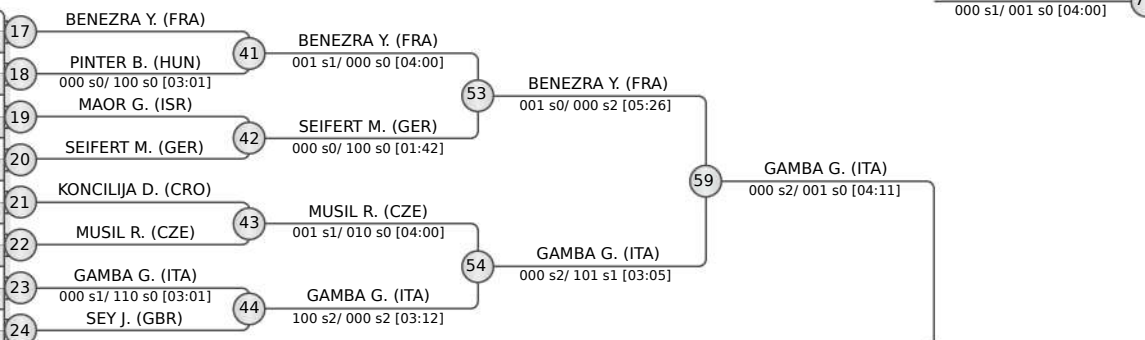 000 s1/ 001 s0 [04:00]
17
BENEZRA Y. (FRA)
41
BENEZRA Y. (FRA)
001 s1/ 000 s0 [04:00]
18
PINTER B. (HUN)
000 s0/ 100 s0 [03:01]
53
BENEZRA Y. (FRA)
001 s0/ 000 s2 [05:26]
19
MAOR G. (ISR)
42
SEIFERT M. (GER)
000 s0/ 100 s0 [01:42]
20
SEIFERT M. (GER)
59
GAMBA G. (ITA)
000 s2/ 001 s0 [04:11]
21
KONCILIJA D. (CRO)
43
MUSIL R. (CZE)
001 s1/ 010 s0 [04:00]
22
MUSIL R. (CZE)
54
GAMBA G. (ITA)
000 s2/ 101 s1 [03:05]
23
GAMBA G. (ITA)
000 s1/ 110 s0 [03:01]
44
GAMBA G. (ITA)
100 s2/ 000 s2 [03:12]
24
SEY J. (GBR)